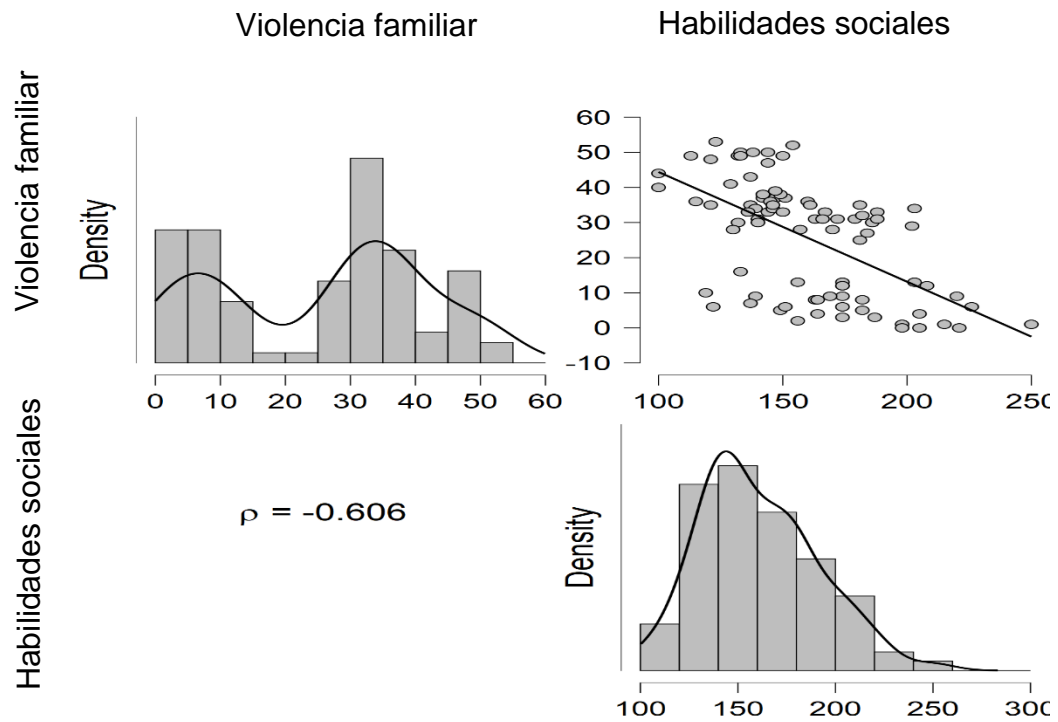 Violencia familiar
Habilidades sociales
Violencia familiar
Density
0 10 20 30 40 50 60
60
50
40
30
20
10
0
-10
100 150 200 250
Habilidades sociales
ρ = -0.606
Density
100 150 200 250 300